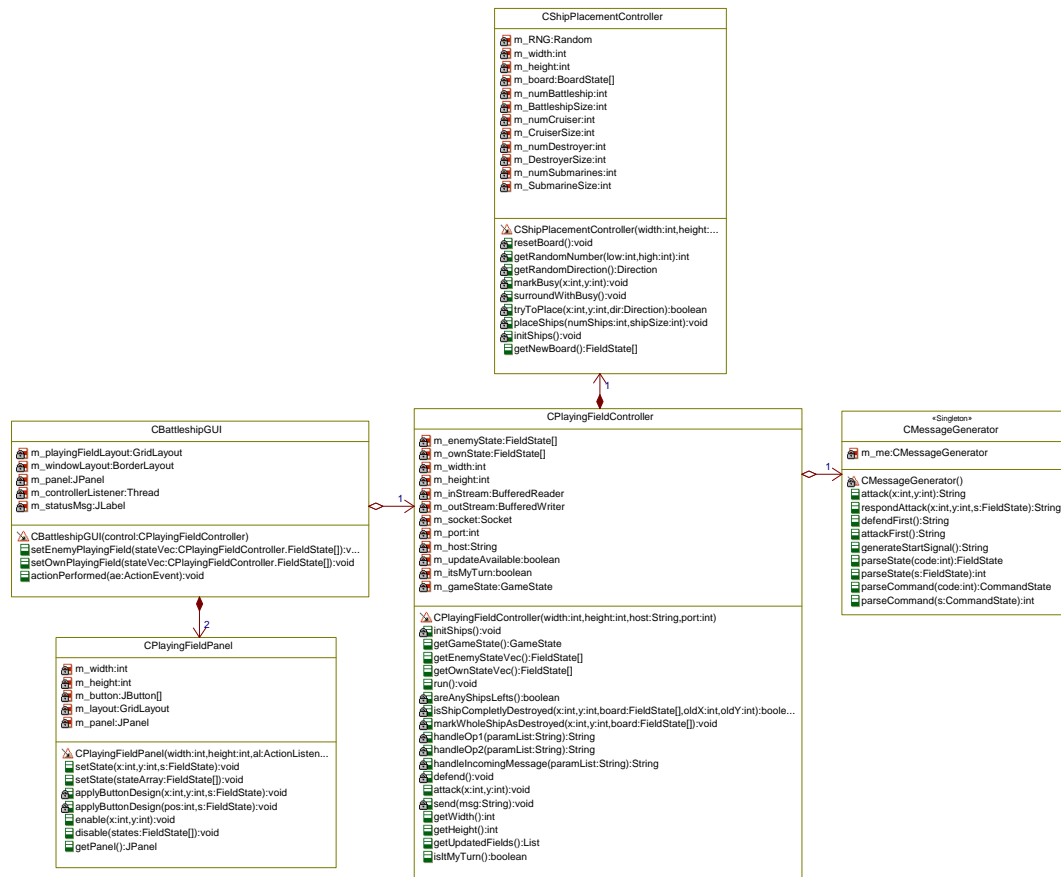 CShipPlacementController
m_RNG:Random
m_width:int
m_height:int
m_board:BoardState[]
m_numBattleship:int
m_BattleshipSize:int
m_numCruiser:int
m_CruiserSize:int
m_numDestroyer:int
m_DestroyerSize:int
m_numSubmarines:int
m_SubmarineSize:int
CShipPlacementController(width:int,height:...
resetBoard():void
getRandomNumber(low:int,high:int):int
getRandomDirection():Direction
markBusy(x:int,y:int):void
surroundWithBusy():void
tryToPlace(x:int,y:int,dir:Direction):boolean
placeShips(numShips:int,shipSize:int):void
initShips():void
getNewBoard():FieldState[]
1
CBattleshipGUI
m_playingFieldLayout:GridLayout
m_windowLayout:BorderLayout
m_panel:JPanel
m_controllerListener:Thread
m_statusMsg:JLabel
CBattleshipGUI(control:CPlayingFieldController)
setEnemyPlayingField(stateVec:CPlayingFieldController.FieldState[]):v...
setOwnPlayingField(stateVec:CPlayingFieldController.FieldState[]):void
actionPerformed(ae:ActionEvent):void
1
2
CPlayingFieldPanel
m_width:int
m_height:int
m_button:JButton[]
m_layout:GridLayout
m_panel:JPanel
CPlayingFieldPanel(width:int,height:int,al:ActionListen...
setState(x:int,y:int,s:FieldState):void
setState(stateArray:FieldState[]):void
applyButtonDesign(x:int,y:int,s:FieldState):void
applyButtonDesign(pos:int,s:FieldState):void
enable(x:int,y:int):void
disable(states:FieldState[]):void
getPanel():JPanel
CPlayingFieldController
m_enemyState:FieldState[]
m_ownState:FieldState[]
m_width:int
m_height:int
m_inStream:BufferedReader
m_outStream:BufferedWriter
m_socket:Socket
m_port:int
m_host:String
m_updateAvailable:boolean
m_itsMyTurn:boolean
m_gameState:GameState
CPlayingFieldController(width:int,height:int,host:String,port:int)
initShips():void
getGameState():GameState
getEnemyStateVec():FieldState[]
getOwnStateVec():FieldState[]
run():void
areAnyShipsLefts():boolean
isShipCompletlyDestroyed(x:int,y:int,board:FieldState[],oldX:int,oldY:int):boole...
markWholeShipAsDestroyed(x:int,y:int,board:FieldState[]):void
handleOp1(paramList:String):String
handleOp2(paramList:String):String
handleIncomingMessage(paramList:String):String
defend():void
attack(x:int,y:int):void
send(msg:String):void
getWidth():int
getHeight():int
getUpdatedFields():List
isItMyTurn():boolean
1
«Singleton»
CMessageGenerator
m_me:CMessageGenerator
CMessageGenerator()
attack(x:int,y:int):String
respondAttack(x:int,y:int,s:FieldState):String
defendFirst():String
attackFirst():String
generateStartSignal():String
parseState(code:int):FieldState
parseState(s:FieldState):int
parseCommand(code:int):CommandState
parseCommand(s:CommandState):int